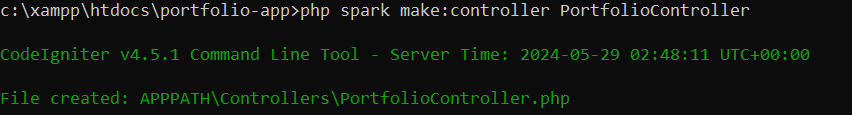 c:\xampp\htdocs\portfolio-app>php spark make:controller PortfolioController
CodeIgniter v4.5.1 Command Line Tool - Server Time: 2024-05-29 02:48:11 UTC+00:00
File created: APPPATH\Controllers\PortfolioController.php